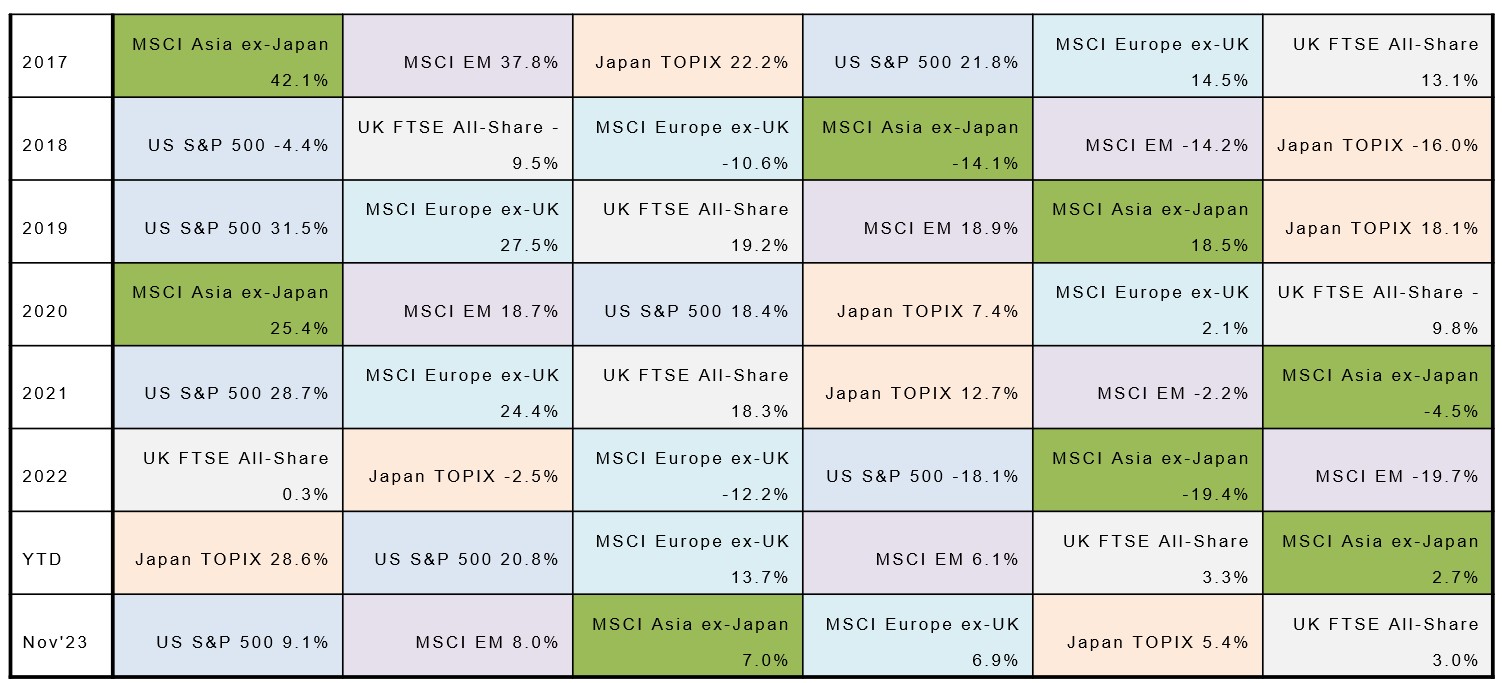 2017
MSCI Asia ex-Japan
42.1%
MSCI EM 37.8%
Japan TOPIX 22.2%
US S&P 500 21.8%
MSCI Europe ex-UK
14.5%
UK FTSE All-Share
13.1%
2018
US S&P 500 -4.4%
UK FTSE All-Share -
9.5%
MSCI Europe ex-UK
-10.6%
MSCI Asia ex-Japan
-14.1%
MSCI EM -14.2%
Japan TOPIX -16.0%
2019
US S&P 500 31.5%
MSCI Europe ex-UK
27.5%
UK FTSE All-Share
19.2%
MSCI EM 18.9%
MSCI Asia ex-Japan
18.5%
Japan TOPIX 18.1%
2020
MSCI Asia ex-Japan
25.4%
MSCI EM 18.7%
US S&P 500 18.4%
Japan TOPIX 7.4%
MSCI Europe ex-UK
2.1%
UK FTSE All-Share -
9.8%
2021
US S&P 500 28.7%
MSCI Europe ex-UK
24.4%
UK FTSE All-Share
18.3%
Japan TOPIX 12.7%
MSCI EM -2.2%
MSCI Asia ex-Japan
-4.5%
2022
UK FTSE All-Share
0.3%
Japan TOPIX -2.5%
MSCI Europe ex-UK
-12.2%
US S&P 500 -18.1%
MSCI Asia ex-Japan
-19.4%
MSCI EM -19.7%
YTD
Japan TOPIX 28.6%
US S&P 500 20.8%
MSCI Europe ex-UK
13.7%
MSCI EM 6.1%
UK FTSE All-Share
3.3%
MSCI Asia ex-Japan
2.7%
Nov'23
US S&P 500 9.1%
MSCI EM 8.0%
MSCI Asia ex-Japan
7.0%
MSCI Europe ex-UK
6.9%
Japan TOPIX 5.4%
UK FTSE All-Share
3.0%